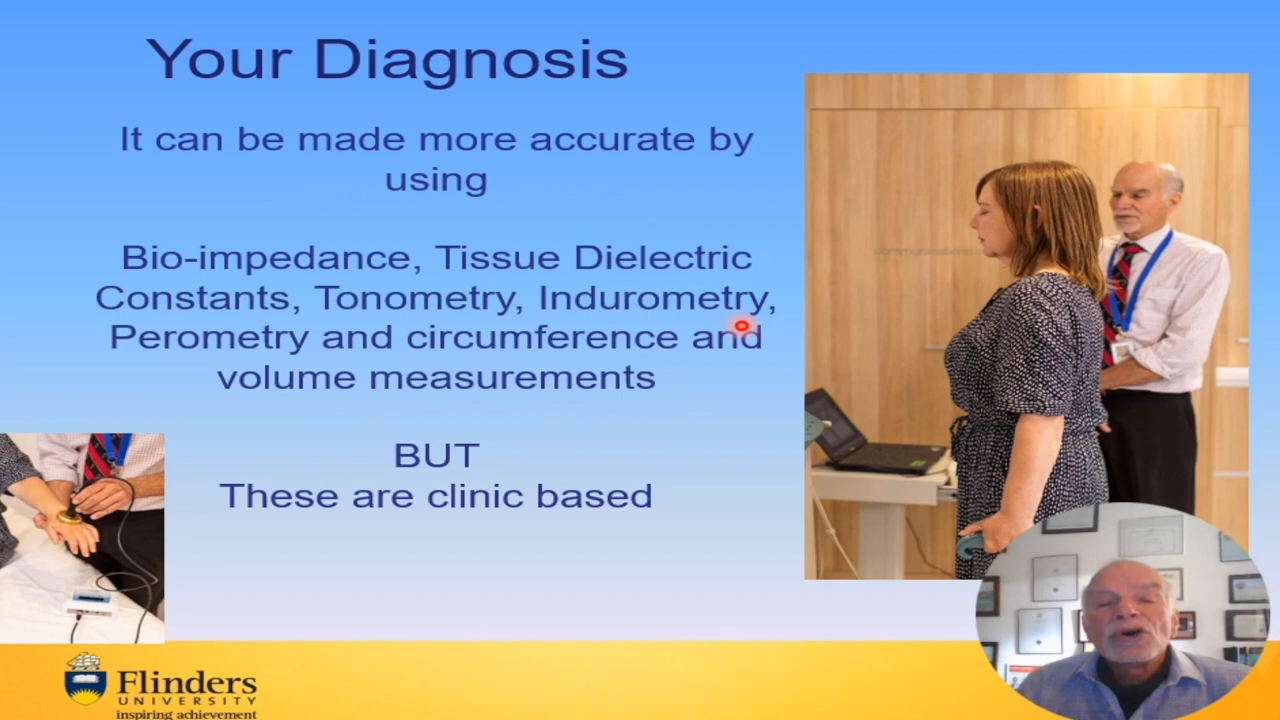 Your Diagnosis
It can be made more accurate by
using
Bio-impedance, Tissue Dielectric
Constants, Tonometry, Indurometry,
Perometry and circumference and
volume measurements
BUT
These are clinic based
Flinders
UNIVERSITY
inspiring achievement